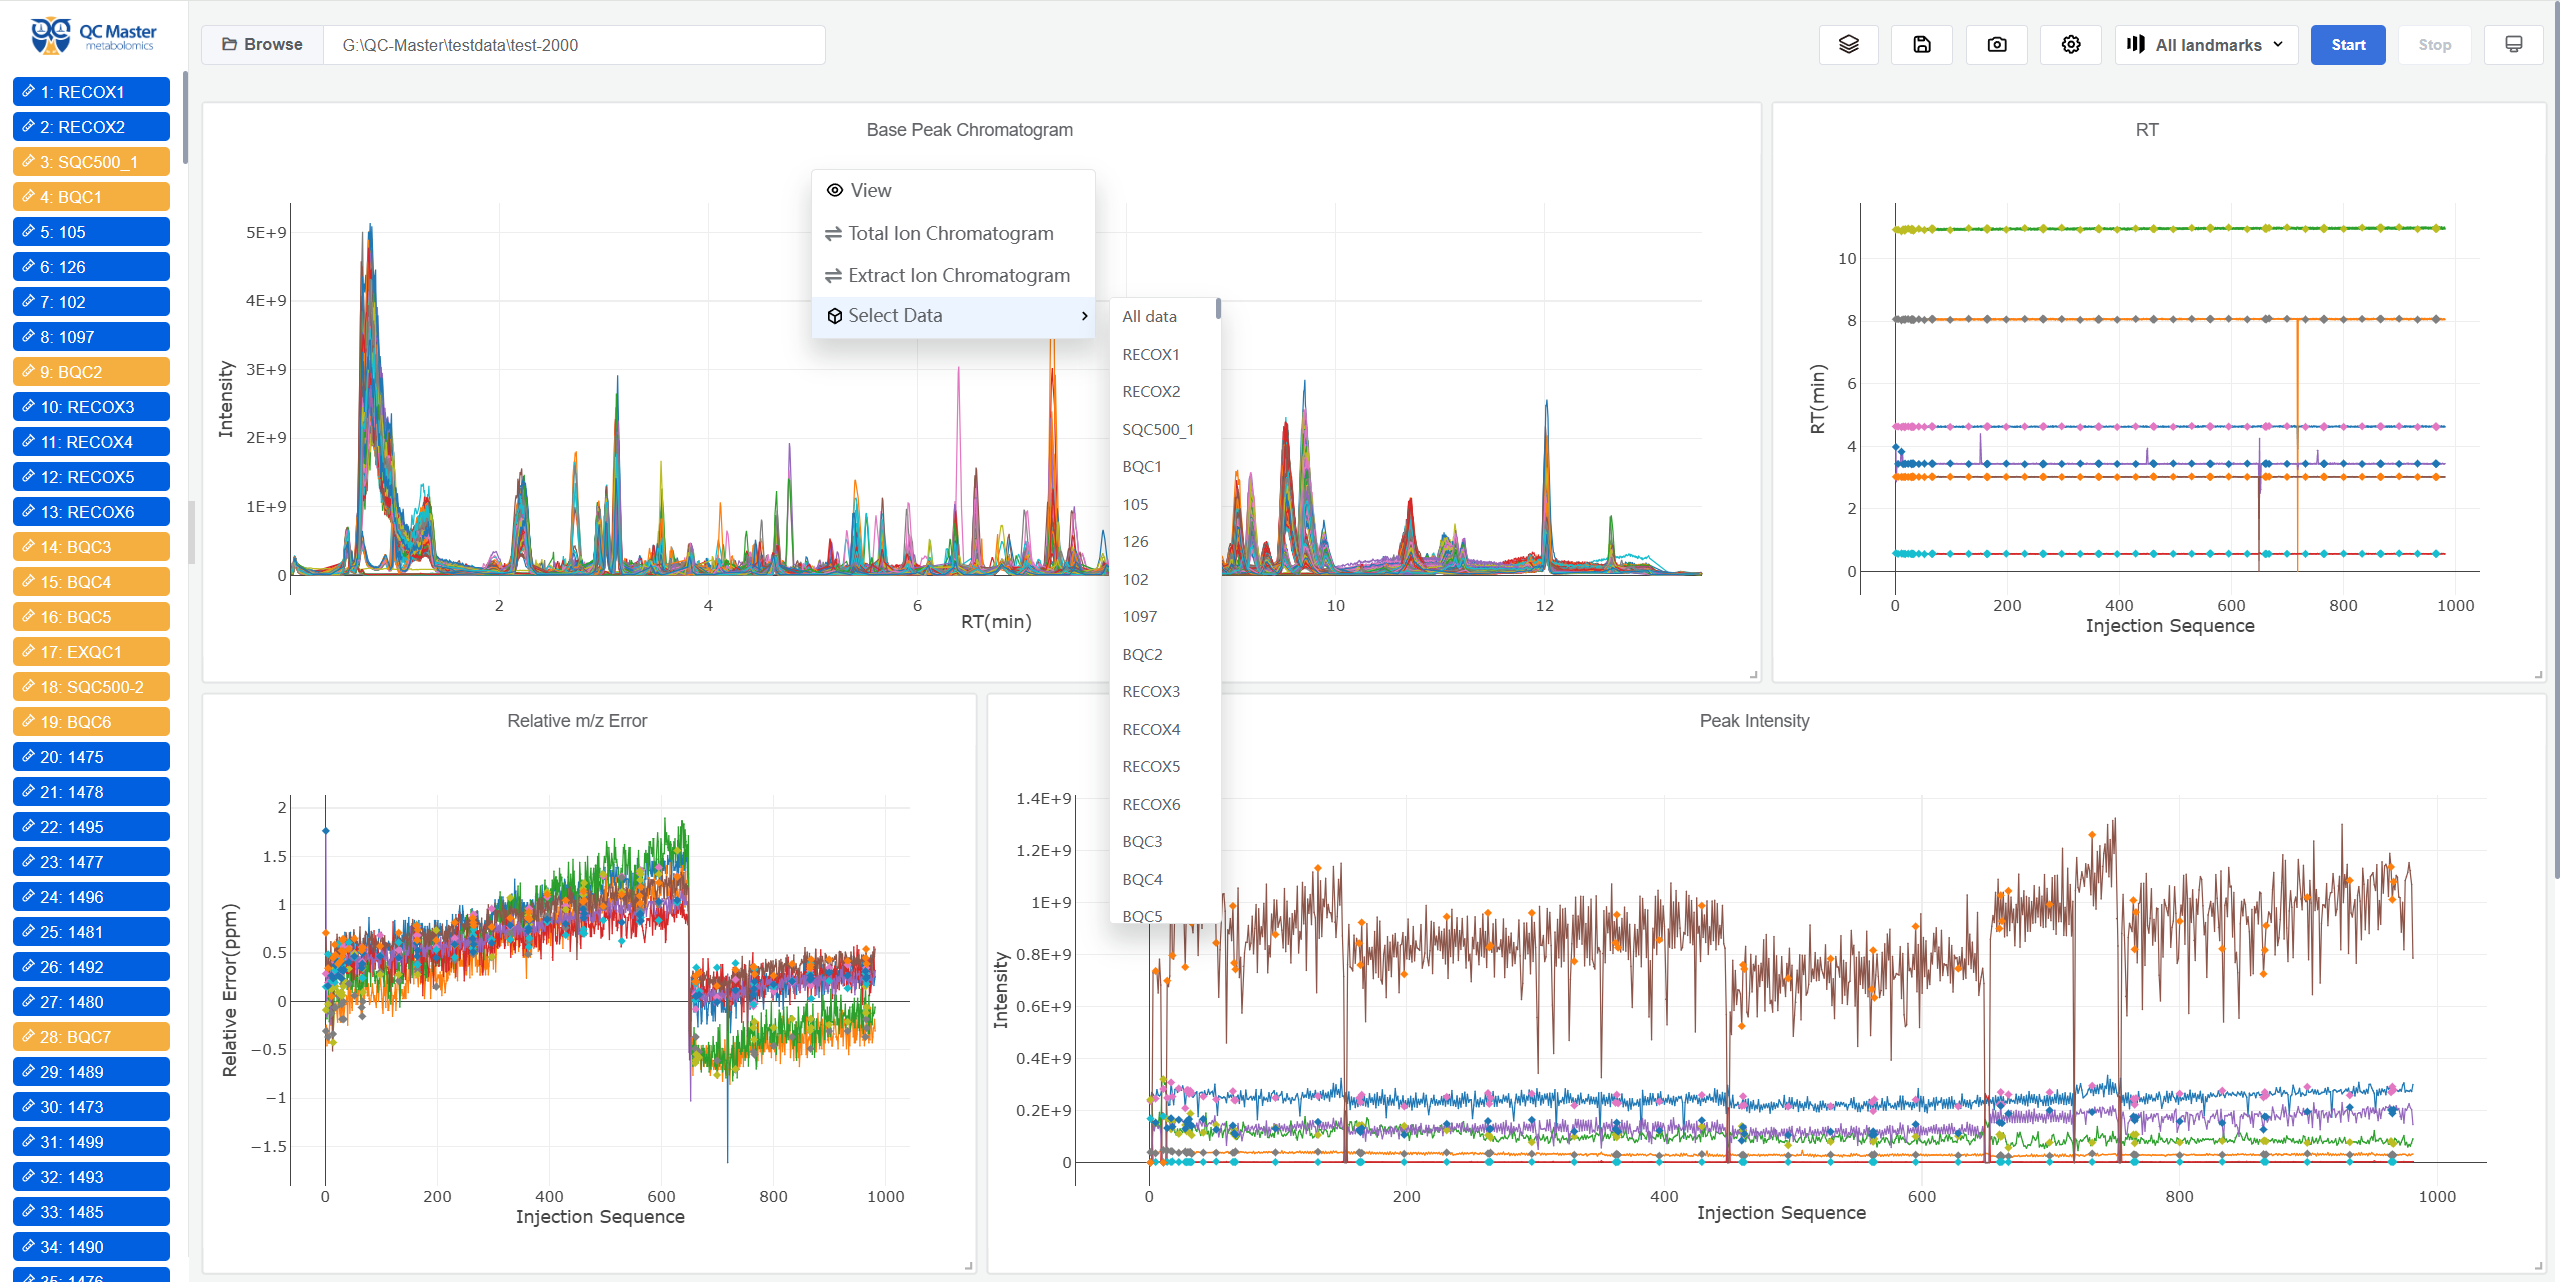 QC Master
metabolomics
Browse
G:\QC-Master\testdata\test-2000
All landmarks
Start
Stop
1: RECOX1
2: RECOX2
3: SQC500_1
4: BQC1
5: 105
6: 126
7: 102
8: 1097
9: BQC2
10: RECOX3
11: RECOX4
12: RECOX5
13: RECOX6
14: BQC3
15: BQC4
16: BQC5
17: EXQC1
18: SQC500-2
19: BQC6
20: 1475
21: 1478
22: 1495
23: 1477
24: 1496
25: 1481
26: 1492
27: 1480
28: BQC7
29: 1489
30: 1473
31: 1499
32: 1493
33: 1485
34: 1490
35: 1476
Base Peak Chromatogram
5E+9
4E+9
3E+9
2E+9
1E+9
0
Intensity
2
4
6
10
12
RT(min)
View
Total Ion Chromatogram
Extract Ion Chromatogram
Select Data
All data
RECOX1
RECOX2
SQC500_1
BQC1
105
126
102
1097
BQC2
RECOX3
RECOX4
RECOX5
RECOX6
BQC3
BQC4
BQC5
RT
10
8
6
4
2
0
RT(min)
0
200
400
600
800
1000
Injection Sequence
Relative m/z Error
2
1.5
1
0.5
0
−0.5
−1
−1.5
Relative Error(ppm)
0
200
400
600
800
1000
Injection Sequence
Peak Intensity
1.4E+9
1.2E+9
1E+9
0.8E+9
0.6E+9
0.4E+9
0.2E+9
0
Intensity
0
200
400
600
800
1000
Injection Sequence